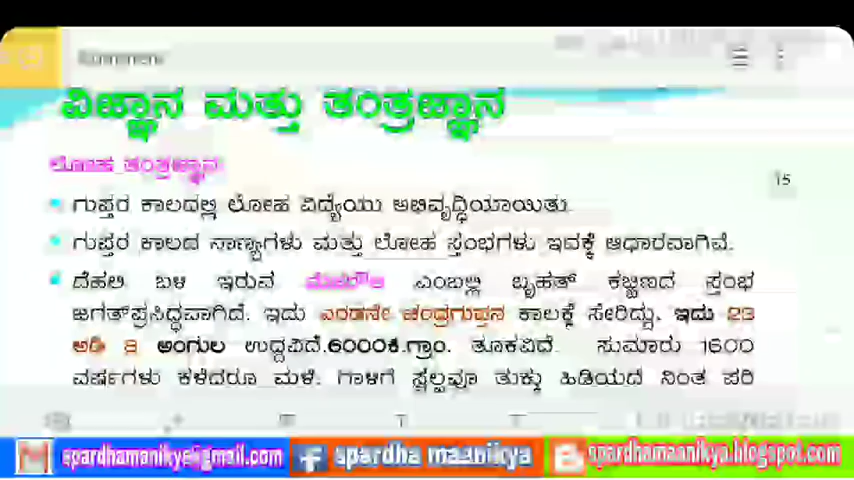 ವಿಜ್ಞಾನ ಮತ್ತು ತಂತ್ರಜ್ಞಾನ
ಲೋಹ ತಂತ್ರಜ್ಞಾನ
15
ಗುಪ್ತರ ಕಾಲದಲ್ಲಿ ಲೋಹ ವಿದ್ಯೆಯು ಅಭಿವೃದ್ಧಿಯಾಯಿತು.
ಗುಪ್ತರ ಕಾಲದ ನಾಣ್ಯಗಳು ಮತ್ತು ಲೋಹ ಸ್ತಂಭಗಳು ಇದಕ್ಕೆ ಆಧಾರವಾಗಿವೆ.
ದೆಹಲಿ ಬಳಿ ಇರುವ ಮೆಹ್ರೌಲಿ ಎಂಬಲ್ಲಿ ಬೃಹತ್ ಕಬ್ಬಿಣದ ಸ್ತಂಭ
ಜಗತ್‌ಪ್ರಸಿದ್ಧವಾಗಿದೆ. ಇದು ಎರಡನೇ ಚಂದ್ರಗುಪ್ತನ ಕಾಲಕ್ಕೆ ಸೇರಿದ್ದು, ಇದು 23
ಅಡಿ 8 ಅಂಗುಲ ಉದ್ದವಿದೆ.6000ಕಿ.ಗ್ರಾಂ. ತೂಕವಿದೆ. ಸುಮಾರು 1600
ವರ್ಷಗಳು ಕಳೆದರೂ ಮಳೆ. ಗಾಳಿಗೆ ಸ್ವಲ್ಪವೂ ತುಕ್ಕು ಹಿಡಿಯದೆ ನಿಂತ ಪರಿ
spardhamanikye@gmail.com spardha maanikya spardhamaanikya.blogspot.com